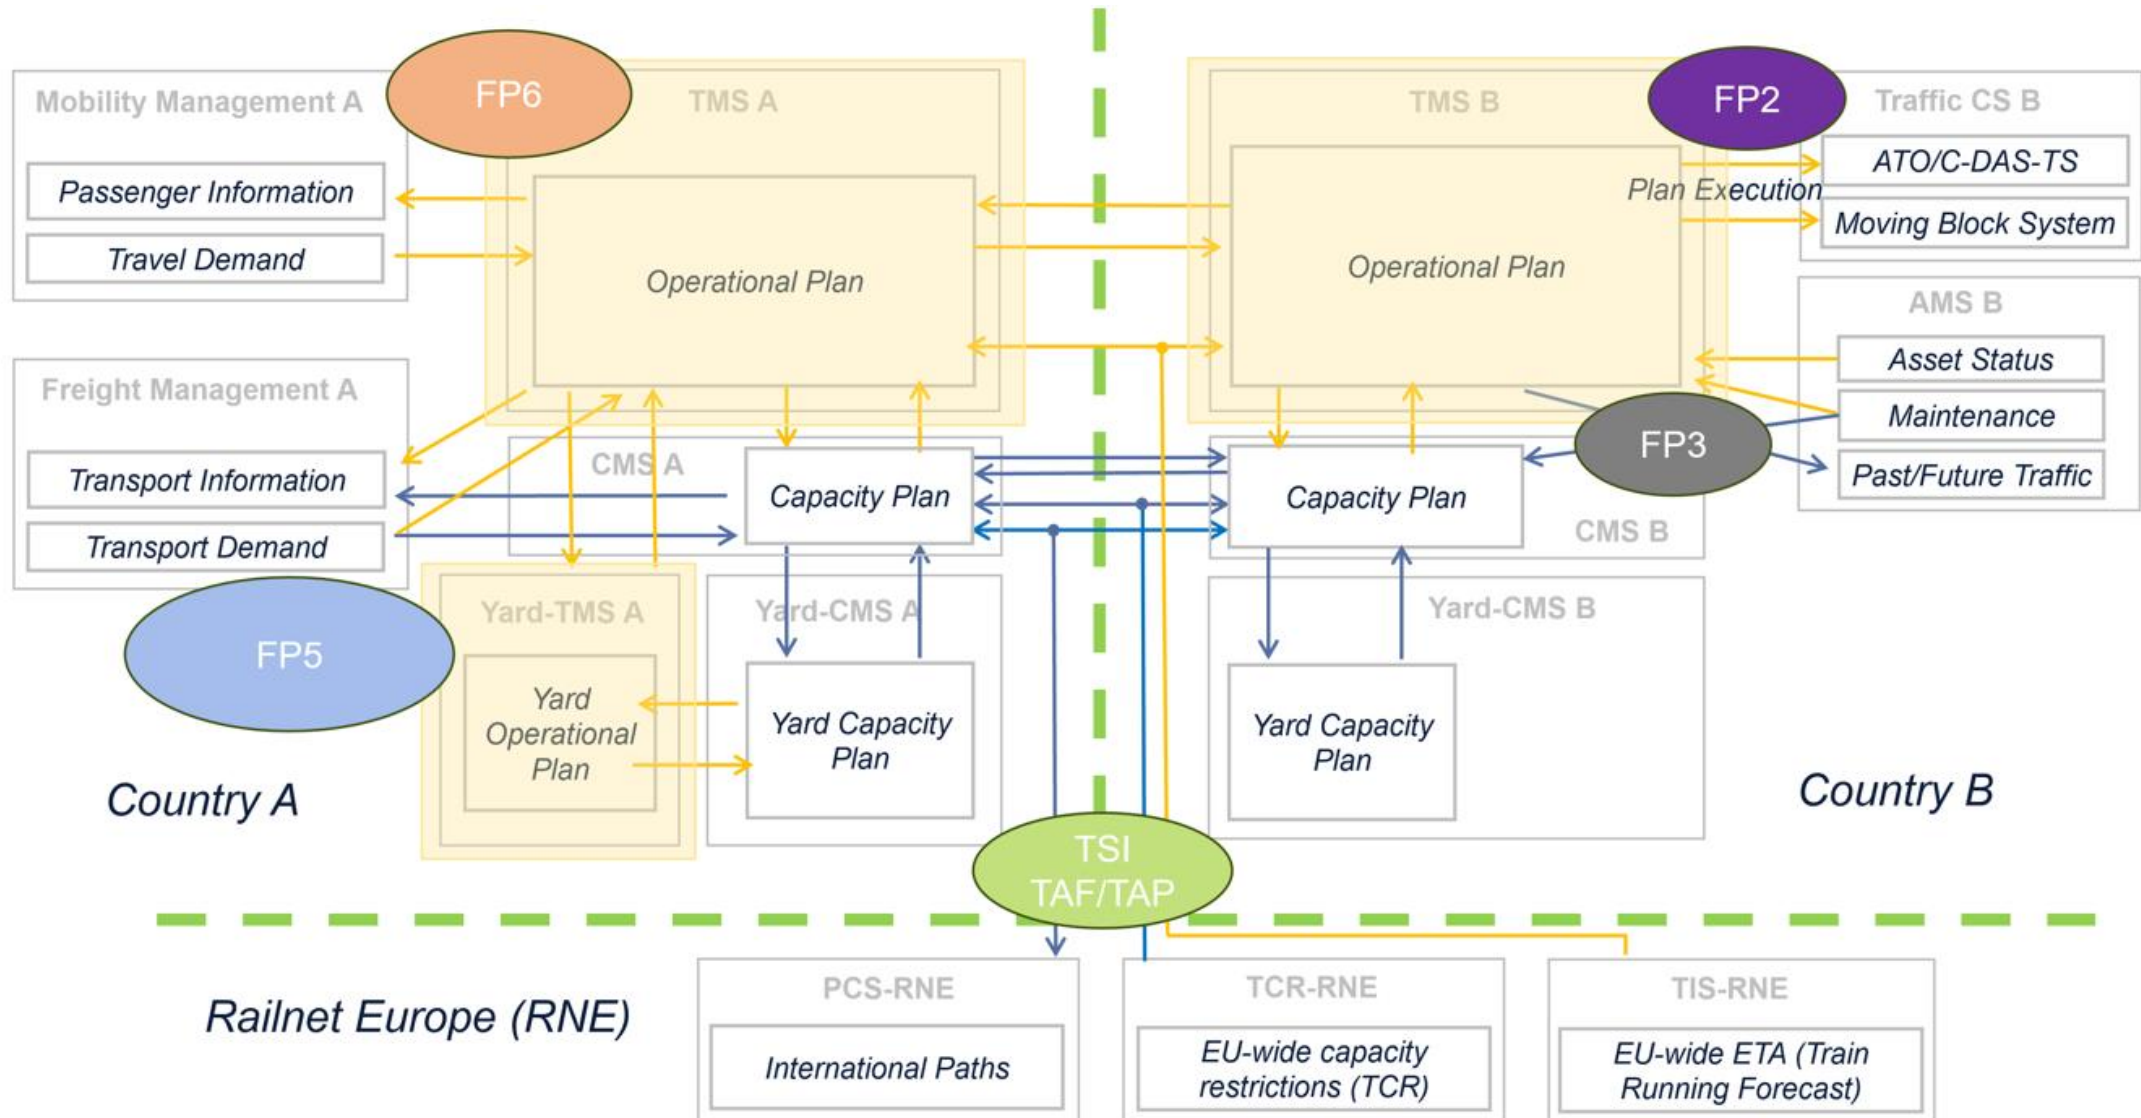 Mobility Management A
FP6
TMS A
TMS B
FP2
Traffic CS B
Passenger Information
Travel Demand
Operational Plan
Operational Plan
Plan Execution
ATO/C-DAS-TS
Moving Block System
AMS B
Asset Status
Maintenance
Past/Future Traffic
FP3
Freight Management A
Transport Information
Transport Demand
CMS A
Capacity Plan
Capacity Plan
CMS B
FP5
Yard-TMS A
Yard
Operational
Plan
Yard-CMS A
Yard Capacity
Plan
Yard-CMS B
Yard Capacity
Plan
Country A
Country B
TSI
TAF/TAP
Railnet Europe (RNE)
PCS-RNE
International Paths
TCR-RNE
EU-wide capacity
restrictions (TCR)
TIS-RNE
EU-wide ETA (Train
Running Forecast)